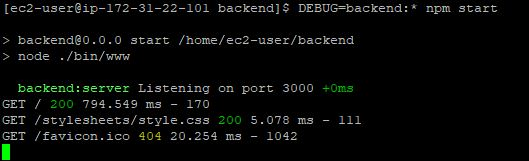 [ec2-user@ip-172-31-22-101 backend]$ DEBUG=backend:* npm start
> backend@0.0.0 start /home/ec2-user/backend
> node ./bin/www
backend:server Listening on port 3000 +0ms
GET / 200 794.549 ms - 170
GET /stylesheets/style.css 200 5.078 ms - 111
GET /favicon.ico 404 20.254 ms - 1042